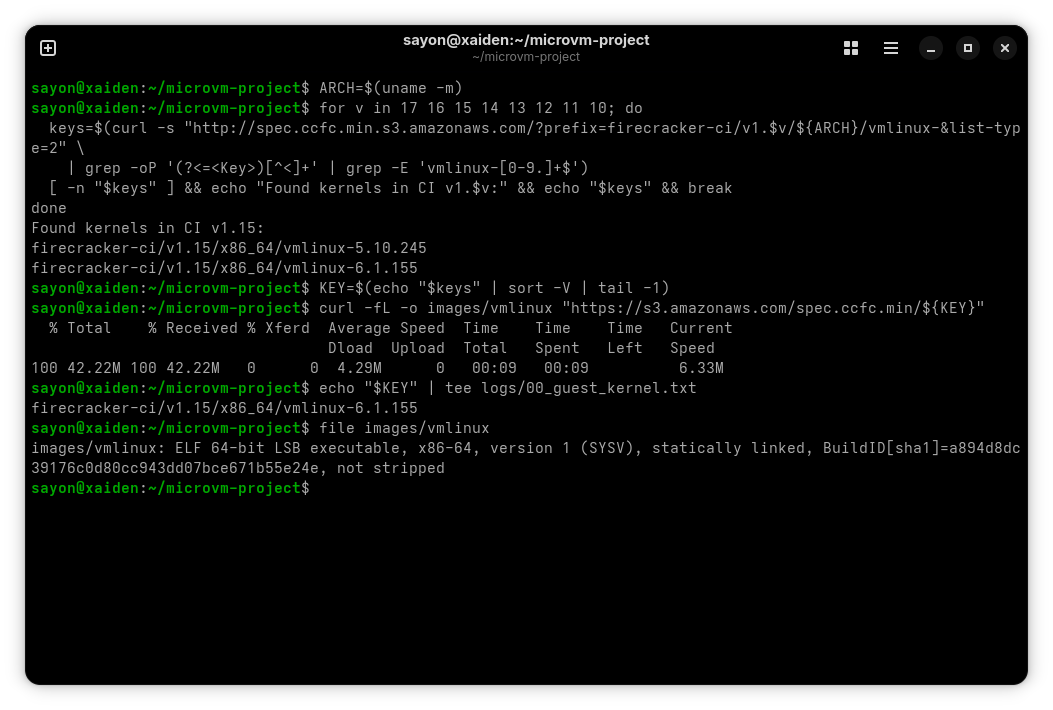 sayon@xaiden:~/microvm-project
~/microvm-project
sayon@xaiden:~/microvm-project$ ARCH=$(uname -m)
sayon@xaiden:~/microvm-project$ for v in 17 16 15 14 13 12 11 10; do
  keys=$(curl -s "http://spec.ccfc.min.s3.amazonaws.com/?prefix=firecracker-ci/v1.$v/${ARCH}/vmlinux-&list-typ
e=2" \
    | grep -oP '(?<=<Key>)[^<]+' | grep -E 'vmlinux-[0-9.]+$')
  [ -n "$keys" ] && echo "Found kernels in CI v1.$v:" && echo "$keys" && break
done
Found kernels in CI v1.15:
firecracker-ci/v1.15/x86_64/vmlinux-5.10.245
firecracker-ci/v1.15/x86_64/vmlinux-6.1.155
sayon@xaiden:~/microvm-project$ KEY=$(echo "$keys" | sort -V | tail -1)
sayon@xaiden:~/microvm-project$ curl -fL -o images/vmlinux "https://s3.amazonaws.com/spec.ccfc.min/${KEY}"
  % Total    % Received % Xferd  Average Speed  Time    Time    Time   Current
                                 Dload  Upload  Total   Spent   Left   Speed
100 42.22M 100 42.22M   0      0  4.29M      0   00:09   00:09          6.33M
sayon@xaiden:~/microvm-project$ echo "$KEY" | tee logs/00_guest_kernel.txt
firecracker-ci/v1.15/x86_64/vmlinux-6.1.155
sayon@xaiden:~/microvm-project$ file images/vmlinux
images/vmlinux: ELF 64-bit LSB executable, x86-64, version 1 (SYSV), statically linked, BuildID[sha1]=a894d8dc
39176c0d80cc943dd07bce671b55e24e, not stripped
sayon@xaiden:~/microvm-project$